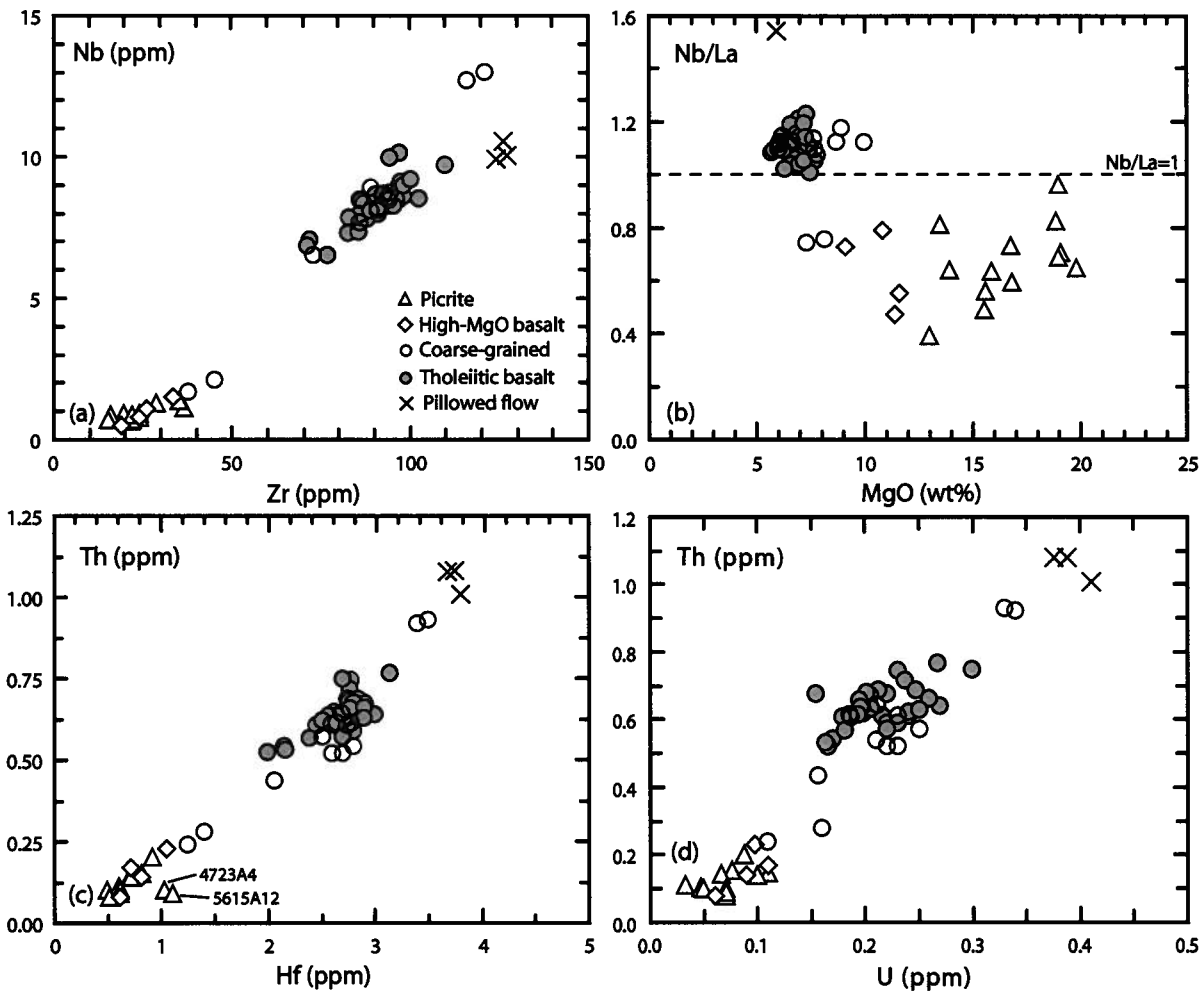 15
Nb (ppm)
10
5
0
△ Picrite
◇ High-MgO basalt
○ Coarse-grained
● Tholeiitic basalt
× Pillowed flow
(a)
0 50 100 150
Zr (ppm)
1.6
Nb/La
1.2
Nb/La=1
0.8
0.4
(b)
0.0
0 5 10 15 20 25
MgO (wt%)
1.25
Th (ppm)
1.00
0.75
0.50
0.25
4723A4
5615A12
(c)
0.00
0 1 2 3 4 5
Hf (ppm)
1.2
Th (ppm)
1.0
0.8
0.6
0.4
0.2
(d)
0.0
0.0 0.1 0.2 0.3 0.4 0.5
U (ppm)